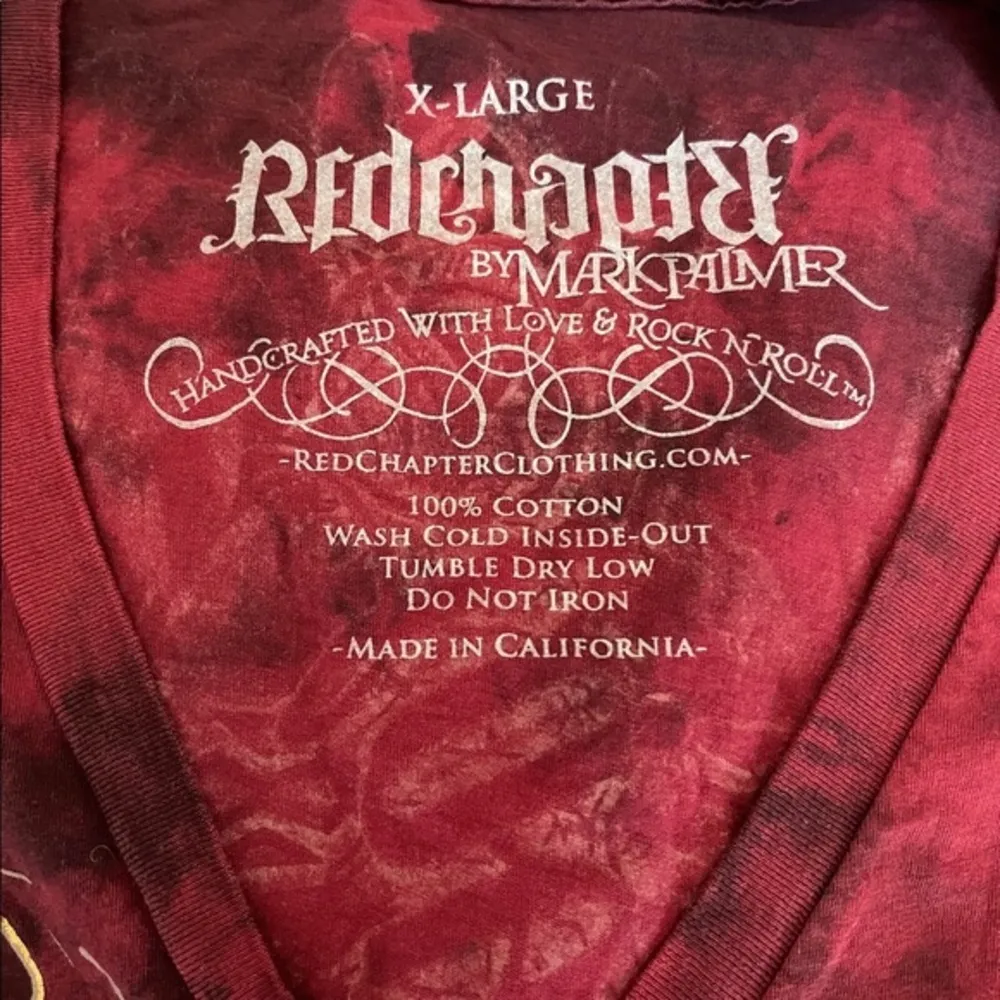 X-LARGE
Redchapter
BY MARK PALMER
HANDCRAFTED WITH LOVE & ROCK 'N' ROLL™
-REDCHAPTERCLOTHING.COM-
100% COTTON
WASH COLD INSIDE-OUT
TUMBLE DRY LOW
DO NOT IRON
-MADE IN CALIFORNIA-